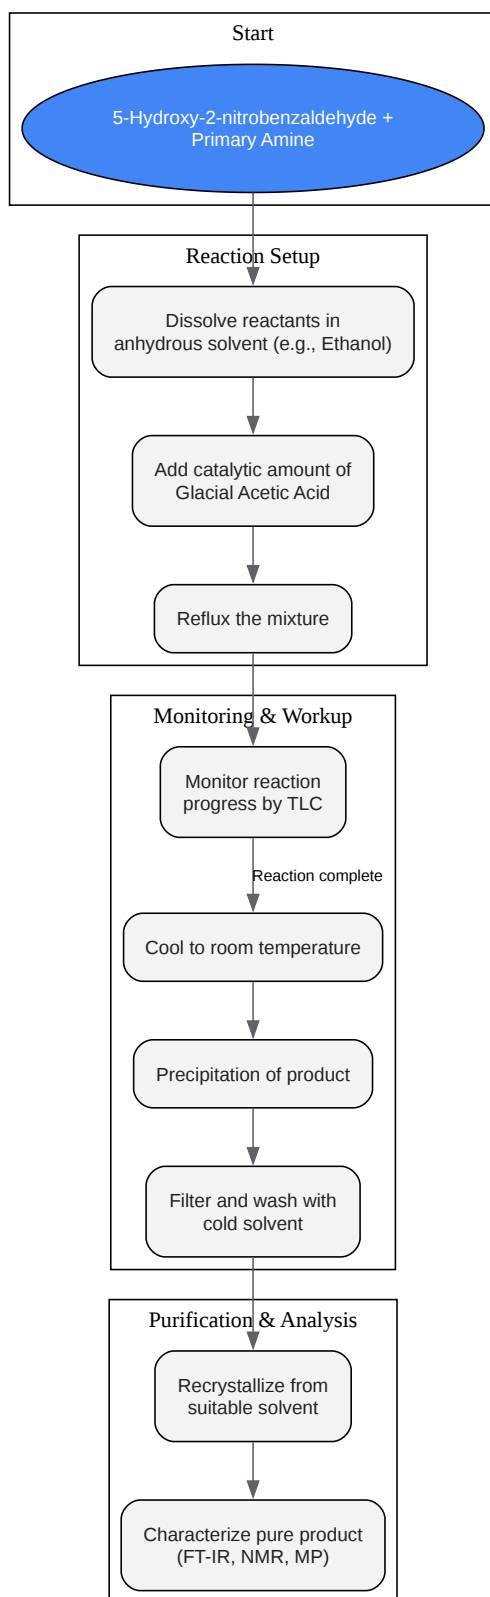 Start
5-Hydroxy-2-nitrobenzaldehyde +
Primary Amine
Reaction Setup
Dissolve reactants in
anhydrous solvent (e.g., Ethanol)
Add catalytic amount of
Glacial Acetic Acid
Reflux the mixture
Monitoring & Workup
Monitor reaction
progress by TLC
Reaction complete
Cool to room temperature
Precipitation of product
Filter and wash with
cold solvent
Purification & Analysis
Recrystallize from
suitable solvent
Characterize pure product
(FT-IR, NMR, MP)